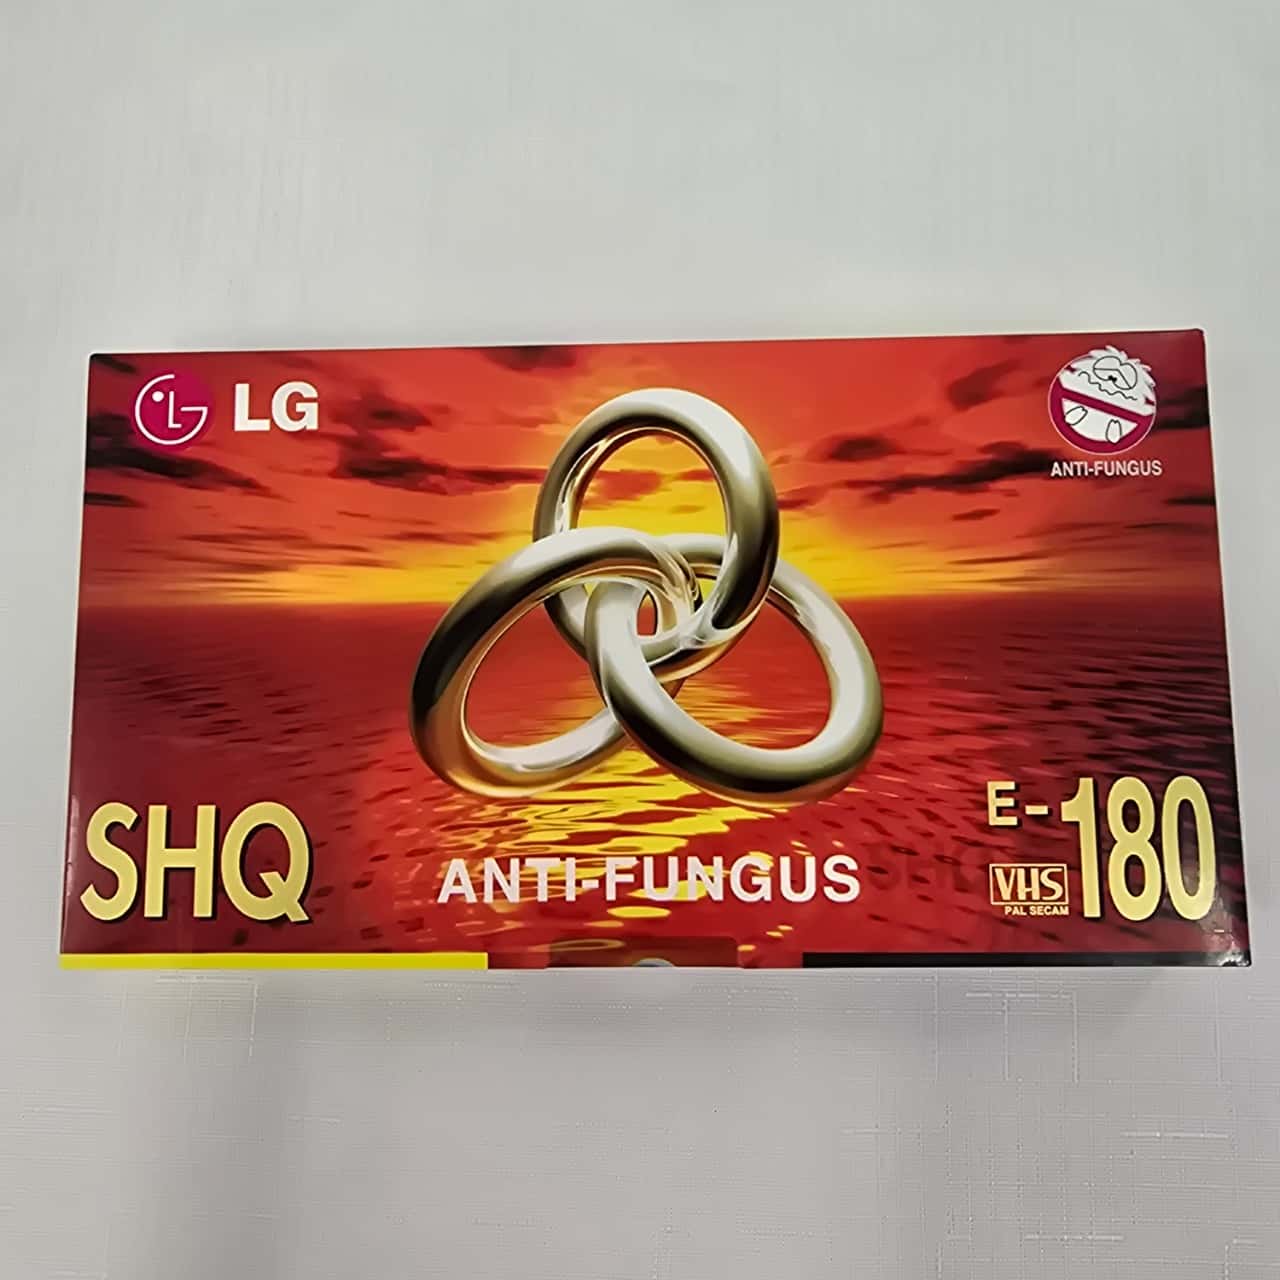 LG
ANTI-FUNGUS
SHQ
ANTI-FUNGUS
E-180
VHS
PAL SECAM